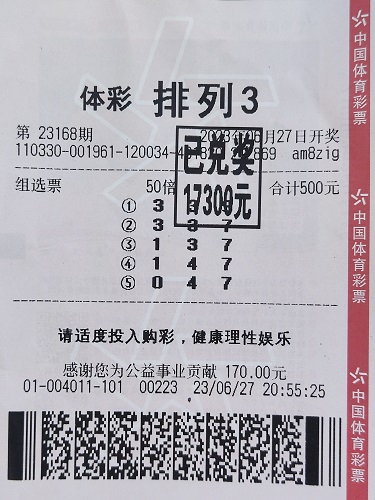 体彩 排列3
第 23168期 2023年06月27日开奖
110330-001961-120034- am8zig
已兑奖
17300元
组选票 50倍 合计500元
① 3 3 7
② 3 3 7
③ 1 3 7
④ 1 4 7
⑤ 0 4 7
请适度投入购彩，健康理性娱乐
感谢您为公益事业贡献 170.00元
01-004011-101 00223 23/06/27 20:55:25
中国体育彩票
中国体育彩票
中国体育彩票